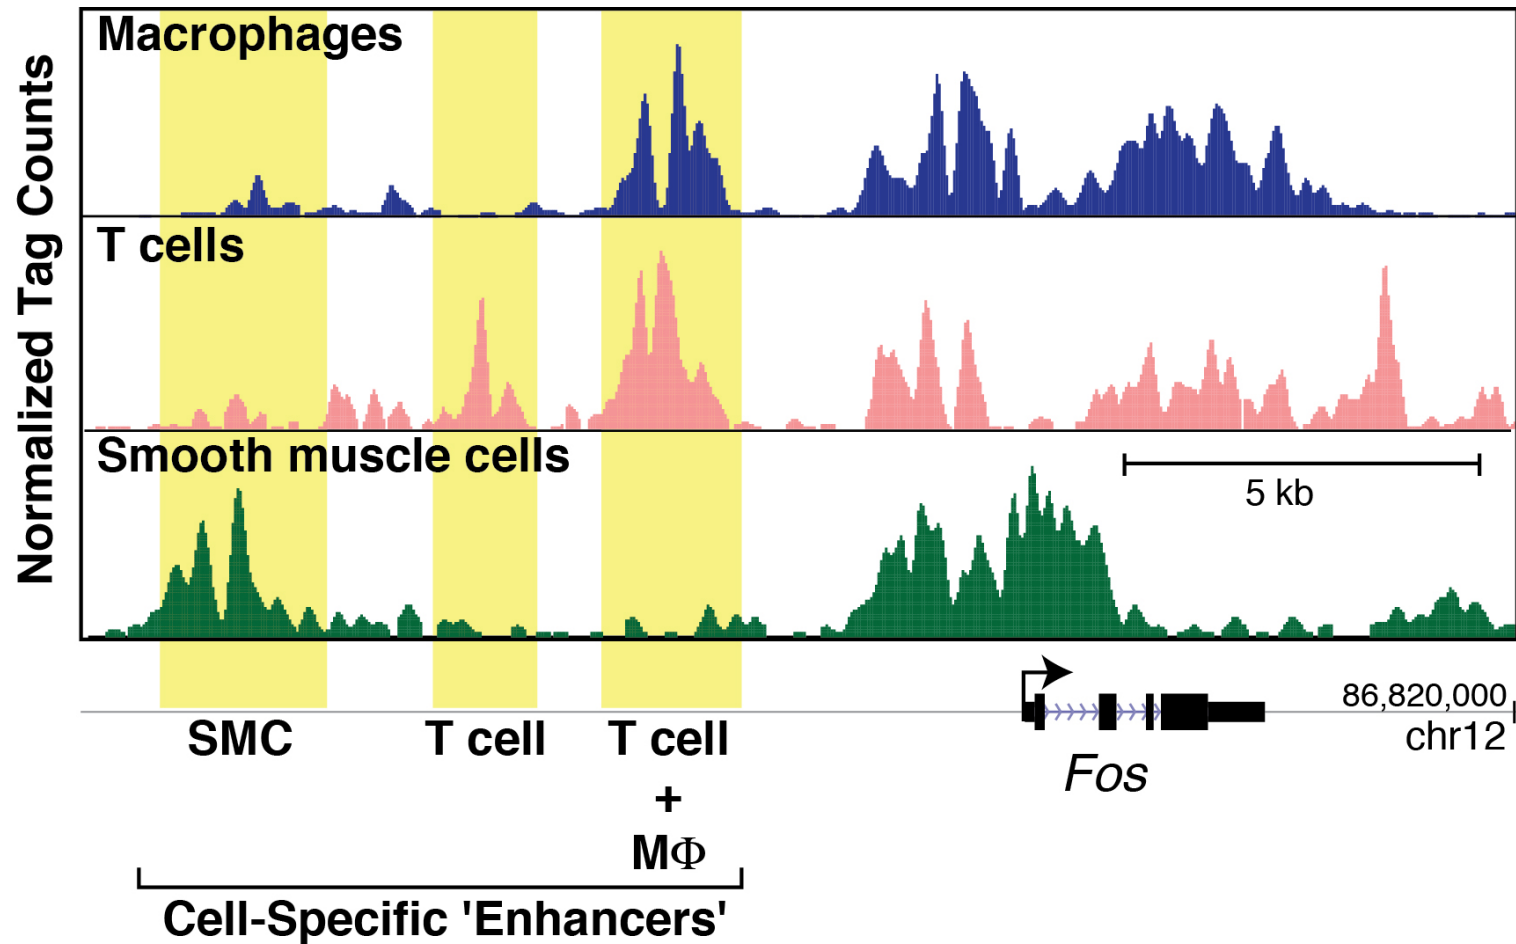 Normalized Tag Counts
Macrophages
T cells
Smooth muscle cells
5 kb
86,820,000
chr12
Fos
SMC
T cell
T cell
+
MΦ
Cell-Specific 'Enhancers'